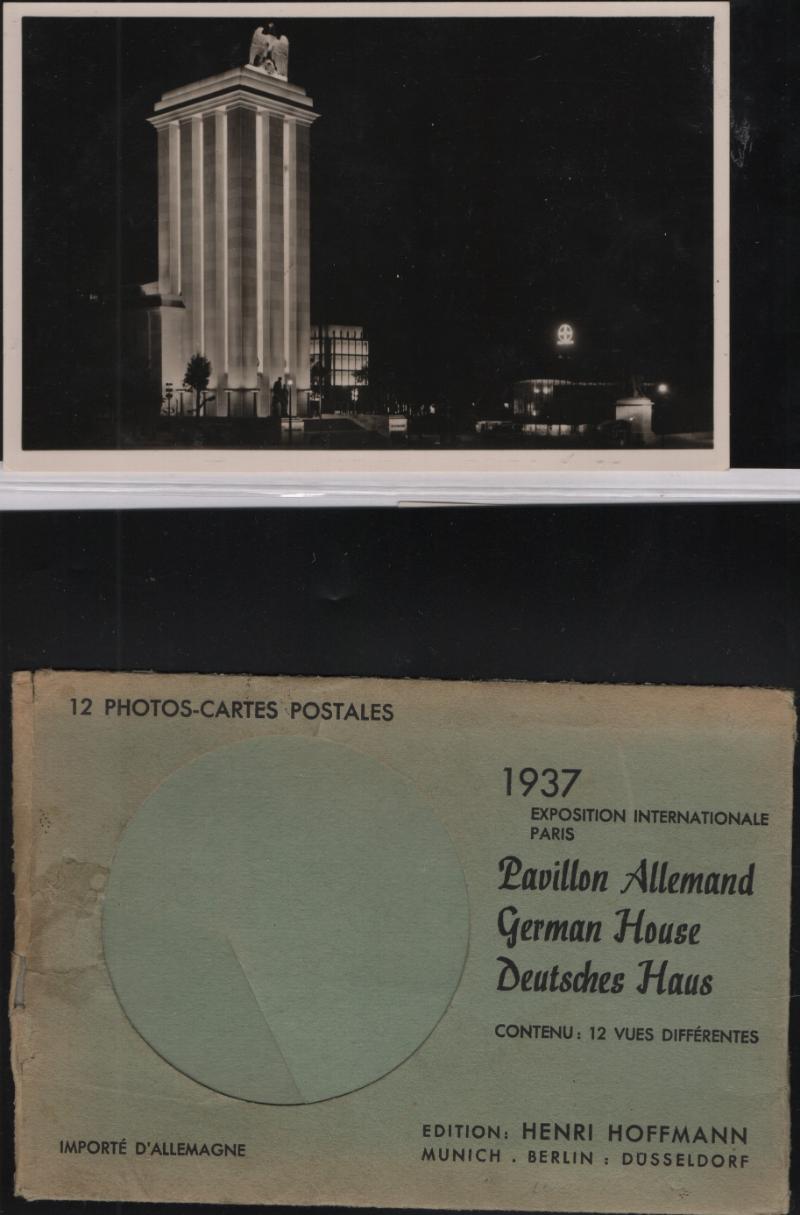 12 PHOTOS-CARTES POSTALES
1937
EXPOSITION INTERNATIONALE
PARIS
Pavillon Allemand
German House
Deutsches Haus
CONTENU: 12 VUES DIFFÉRENTES
IMPORTÉ D'ALLEMAGNE
EDITION: HENRI HOFFMANN
MUNICH . BERLIN : DÜSSELDORF